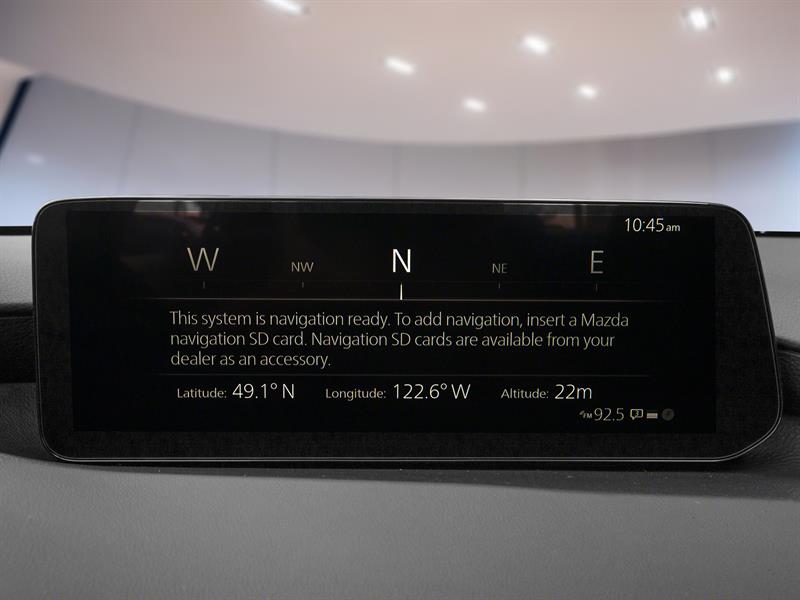 10:45am
W NW N NE E
This system is navigation ready. To add navigation, insert a Mazda
navigation SD card. Navigation SD cards are available from your
dealer as an accessory.
Latitude: 49.1° N Longitude: 122.6° W Altitude: 22m
FM 92.5